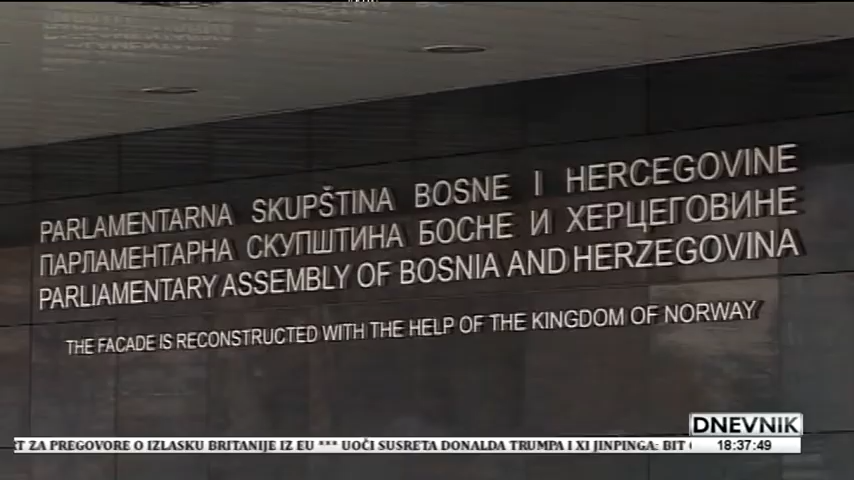 PARLAMENTARNA SKUPŠTINA BOSNE I HERCEGOVINE
ПАРЛАМЕНТАРНА СКУПШТИНА БОСНЕ И ХЕРЦЕГОВИНЕ
PARLIAMENTARY ASSEMBLY OF BOSNIA AND HERZEGOVINA
THE FACADE IS RECONSTRUCTED WITH THE HELP OF THE KINGDOM OF NORWAY
DNEVNIK
ZA PREGOVORE O IZLASKU BRITANIJE IZ EU *** UOČI SUSRETA DONALDA TRUMPA I XI JINPINGA: BIT
18:37:49